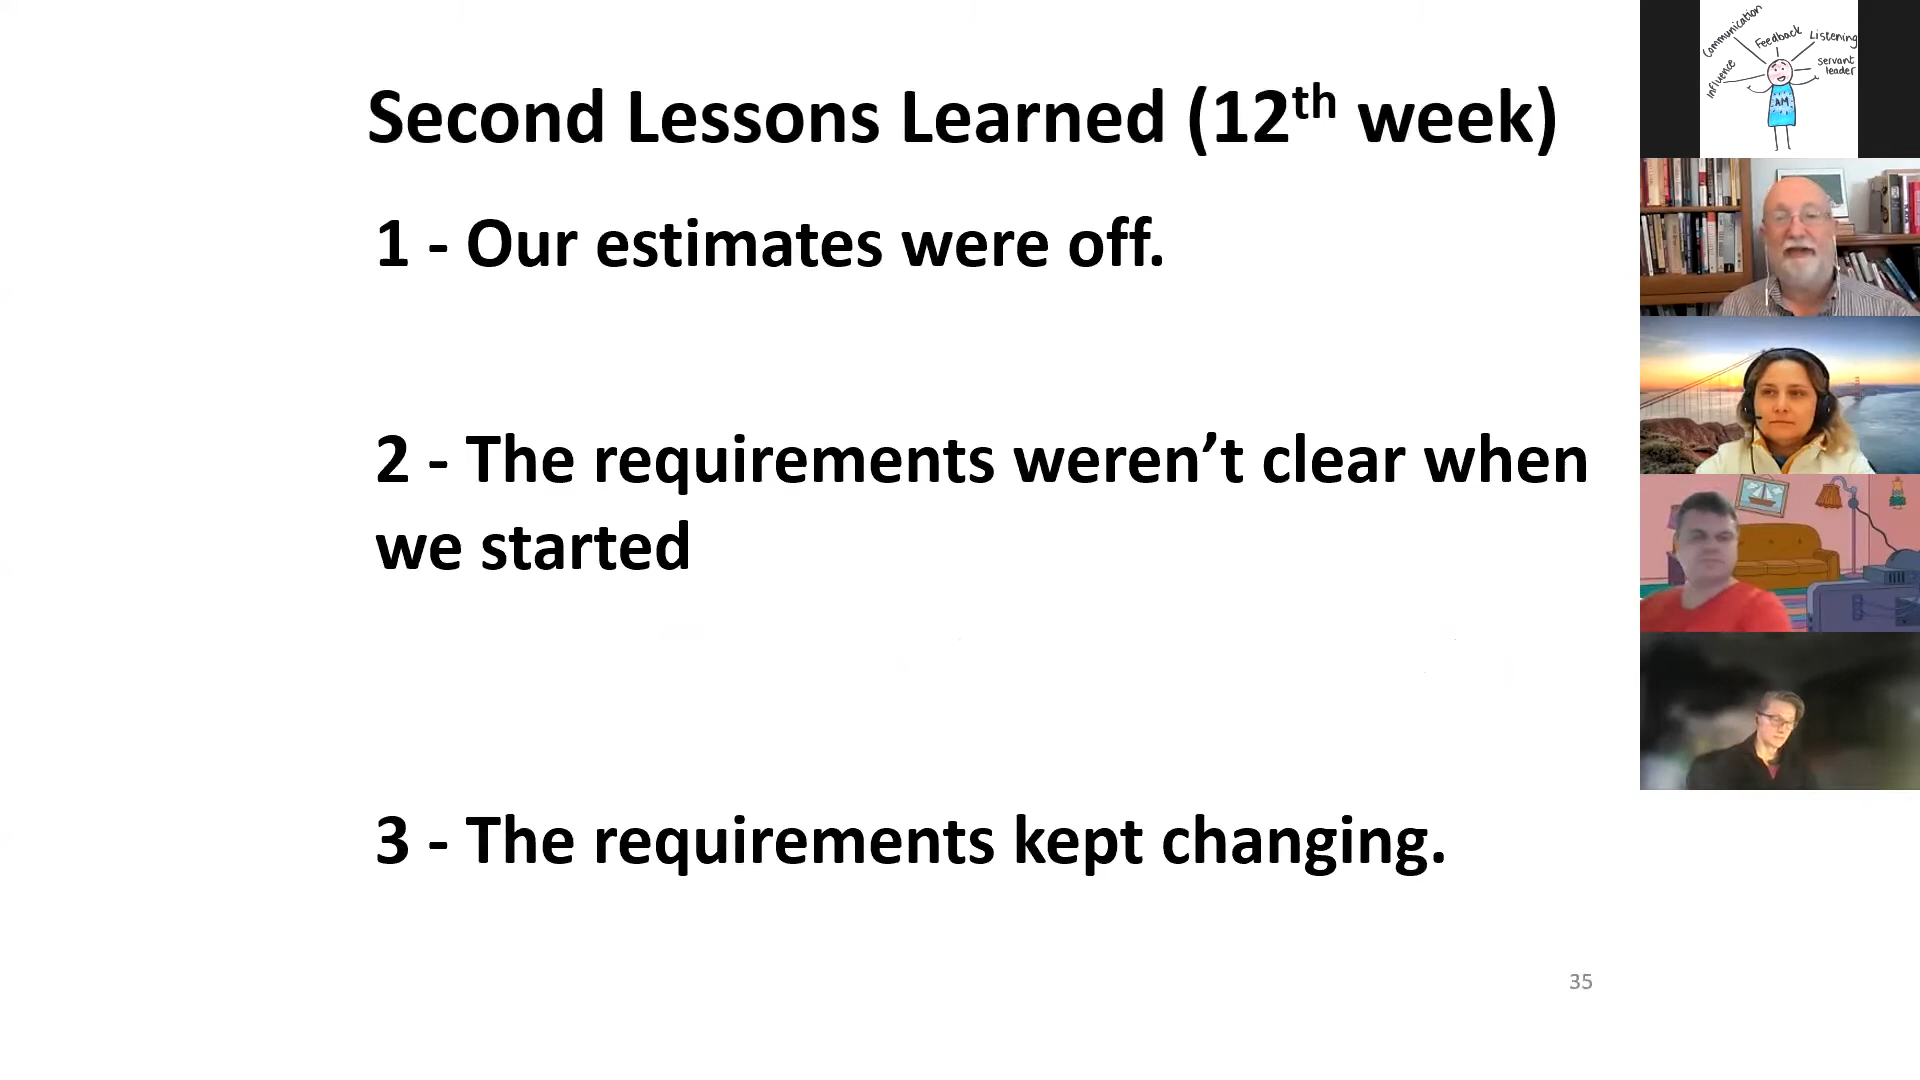 Second Lessons Learned (12th week)
1 - Our estimates were off.
2 - The requirements weren’t clear when
we started
3 - The requirements kept changing.
35
Communication
Feedback
Listening
Influence
servant
leader
AM